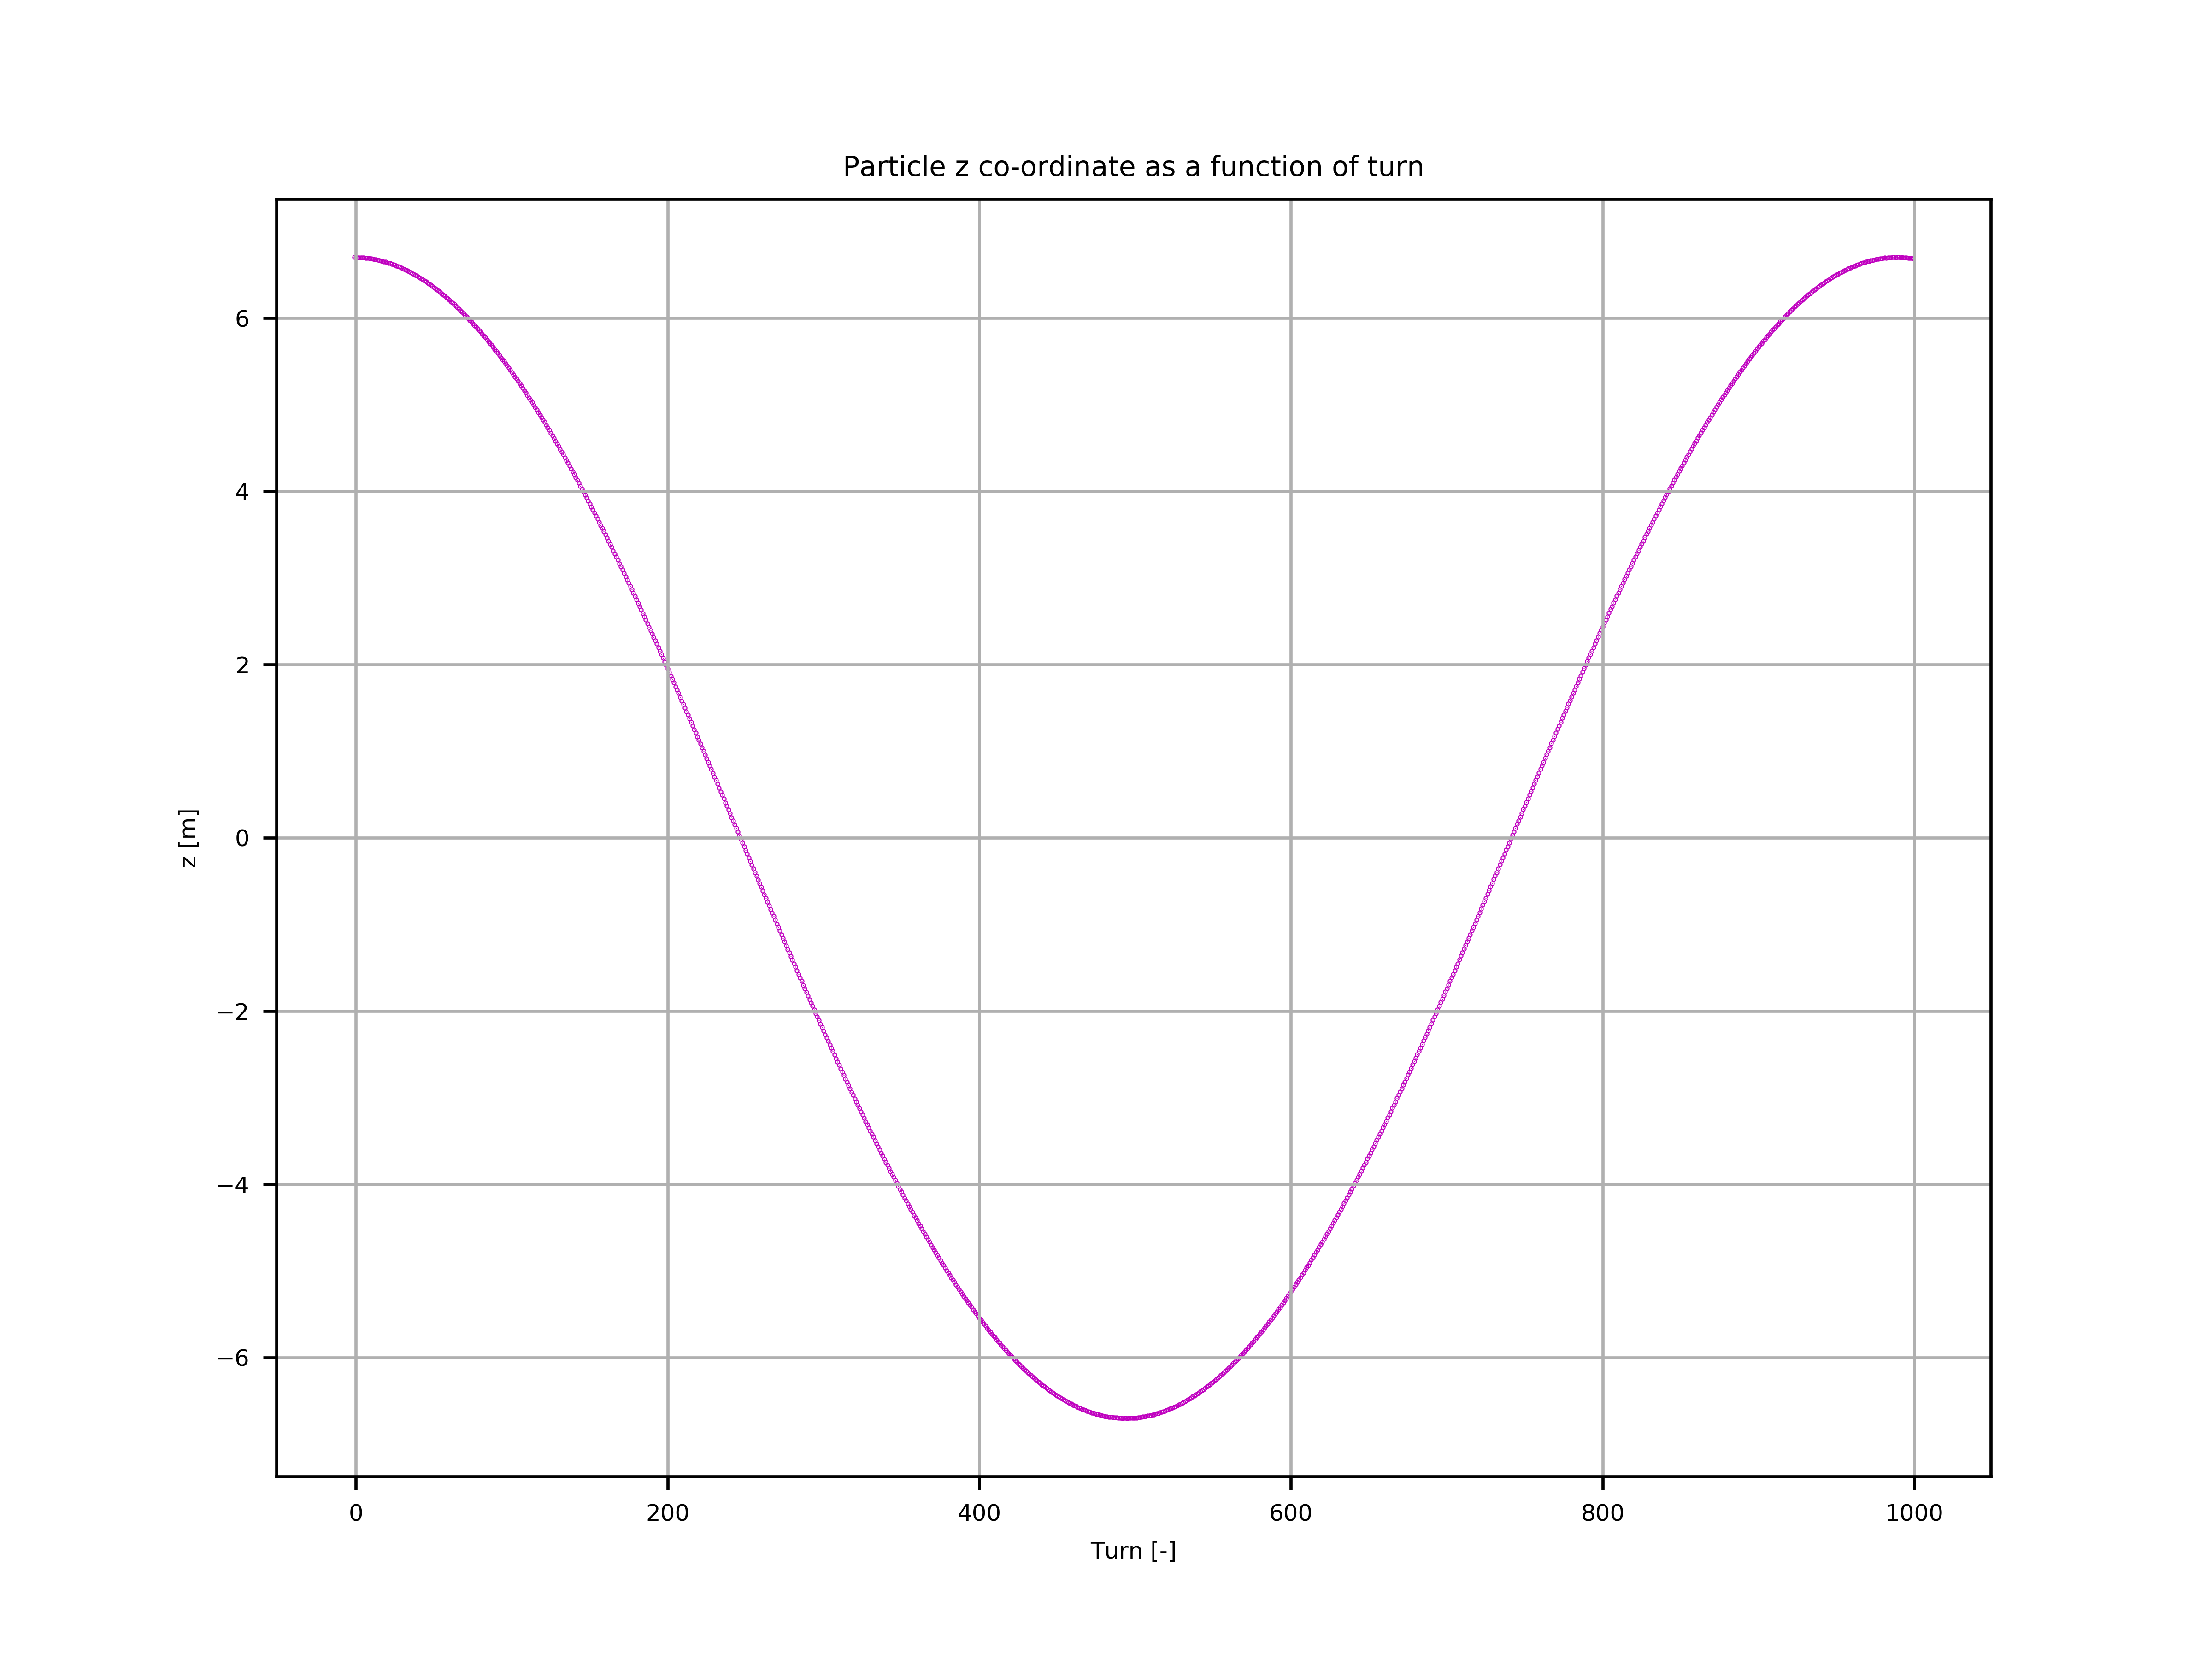 Particle z co-ordinate as a function of turn
6
4
2
0
−2
−4
−6
z [m]
0 200 400 600 800 1000
Turn [-]